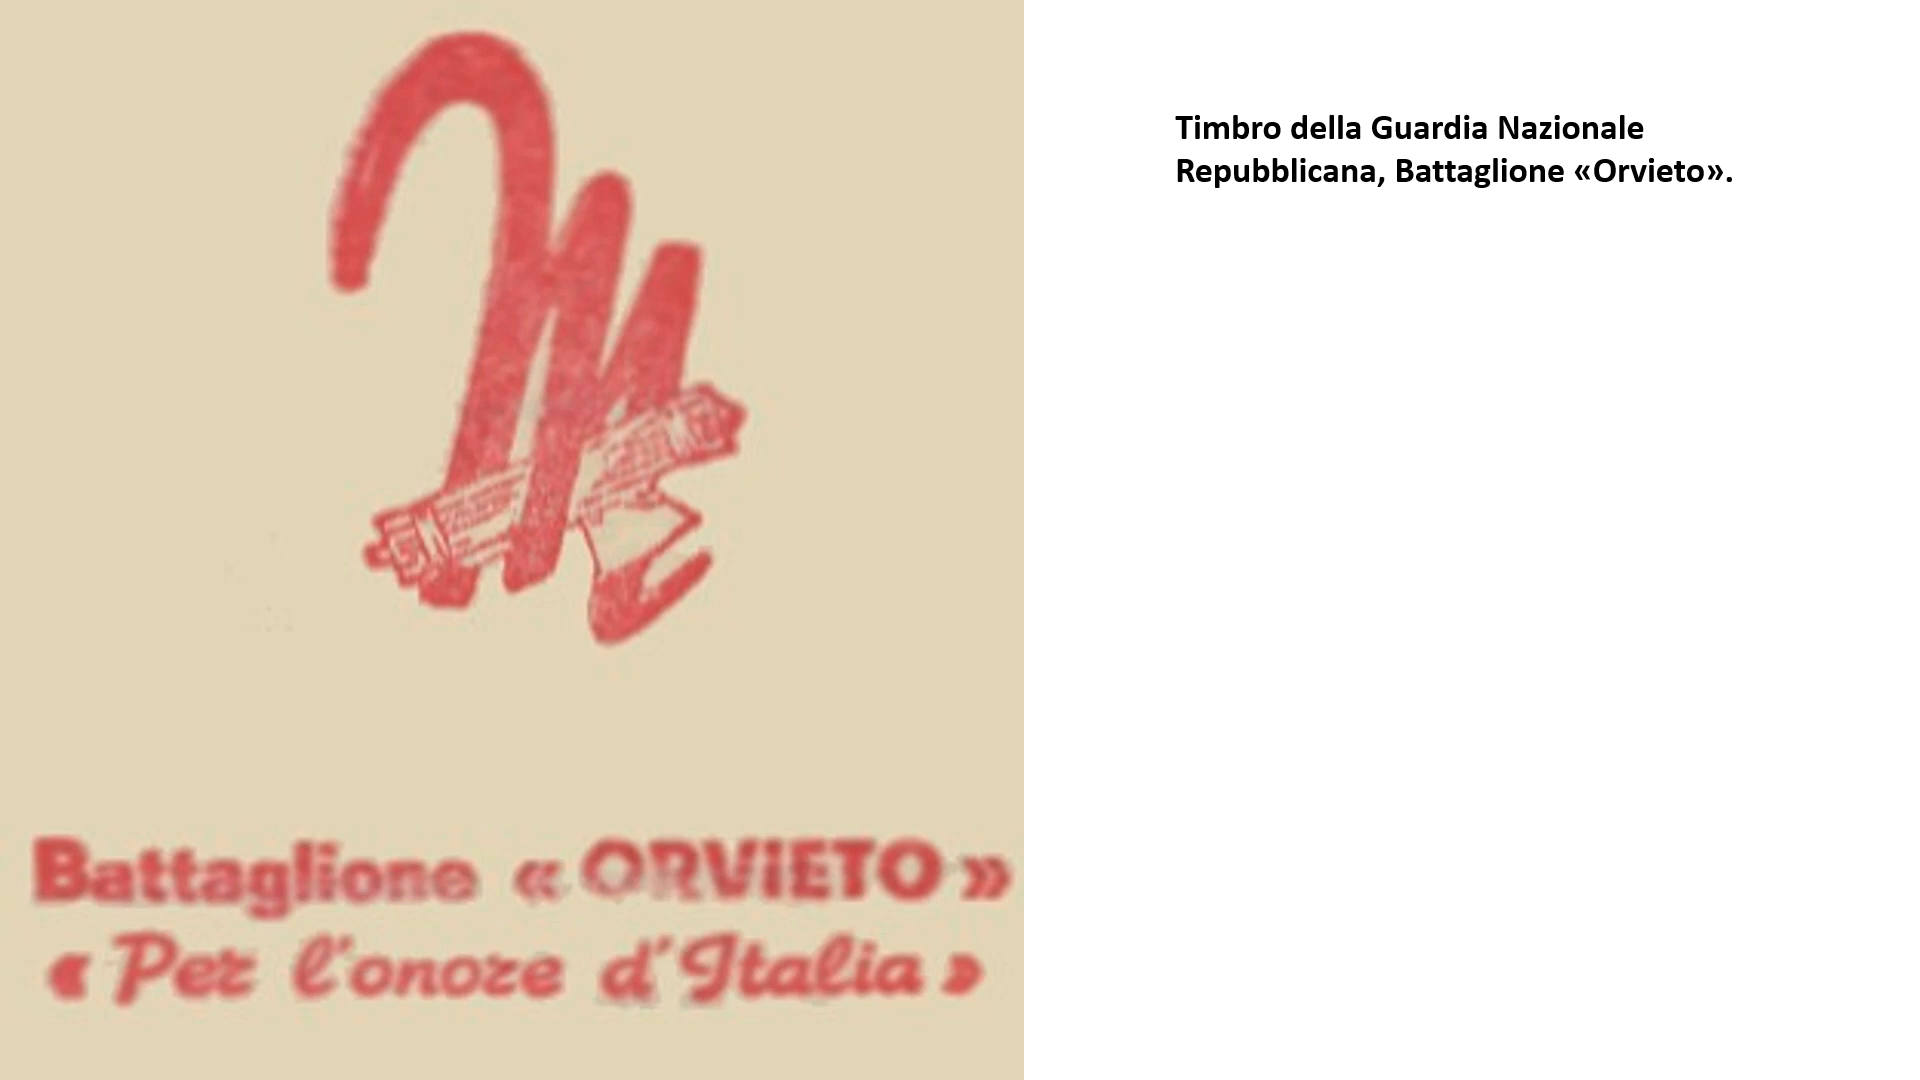 Battaglione « ORVIETO »
« Per l'onore d'Italia »
Timbro della Guardia Nazionale
Repubblicana, Battaglione «Orvieto».